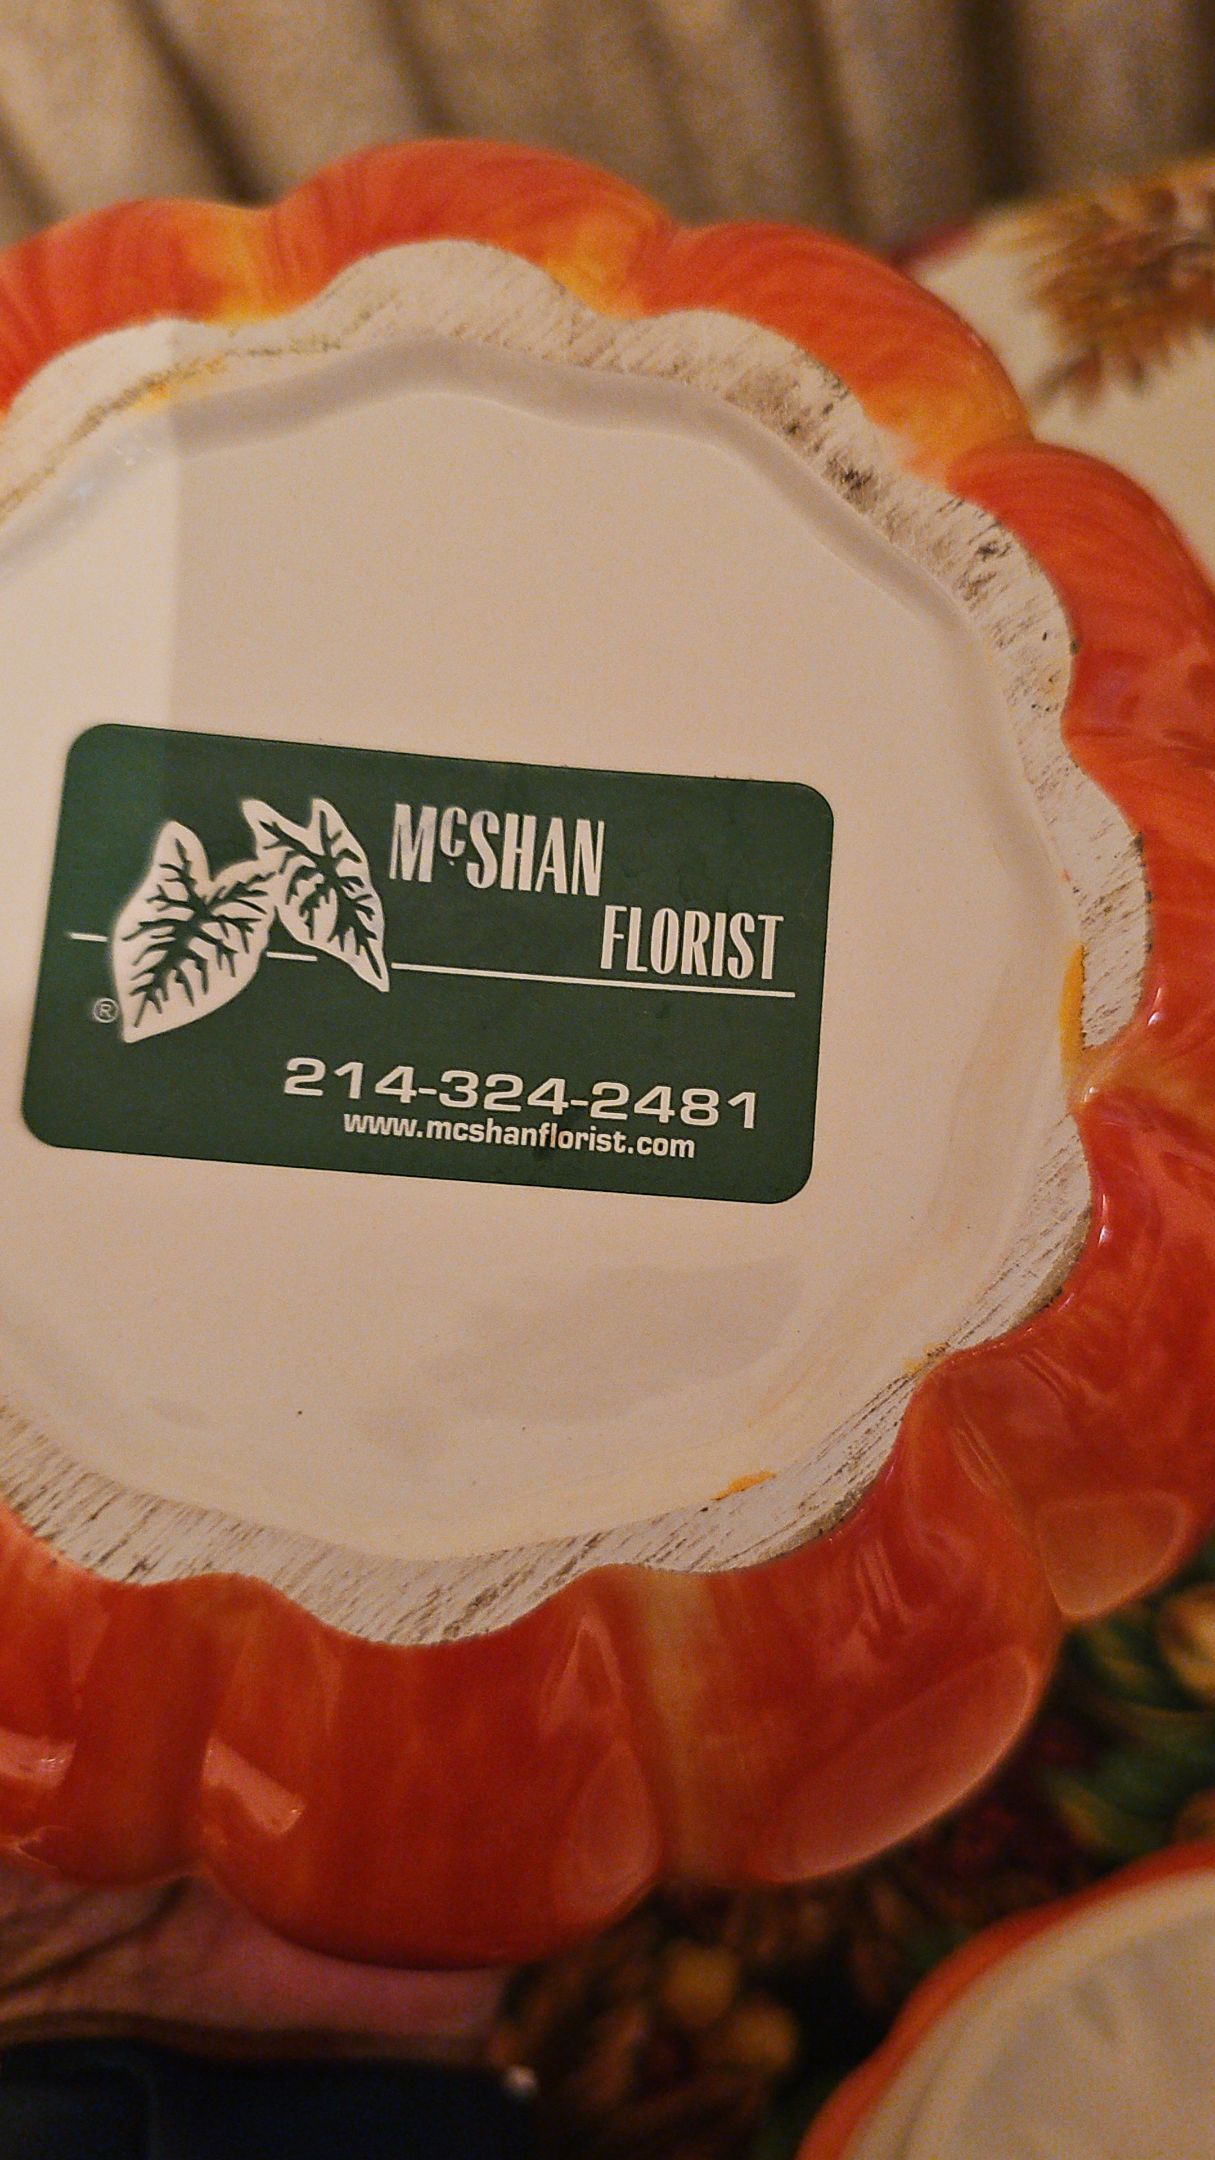 McSHAN
FLORIST
®
214-324-2481
www.mcshanflorist.com